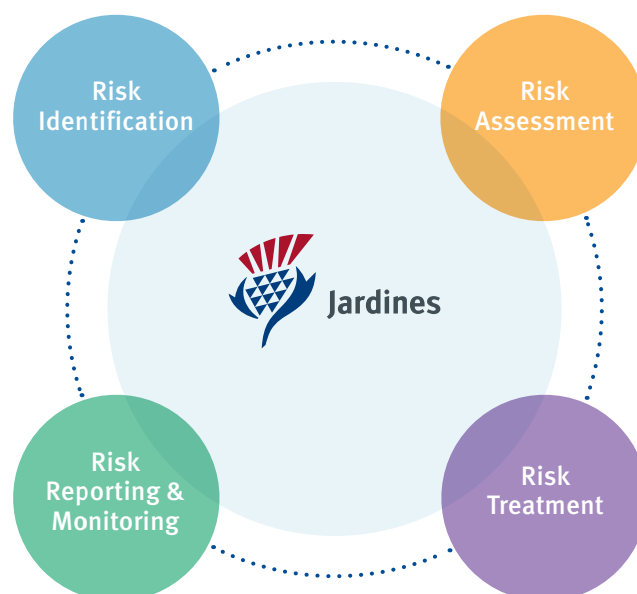 Risk
Identification
Risk
Assessment
Jardines
Risk
Reporting &
Monitoring
Risk
Treatment